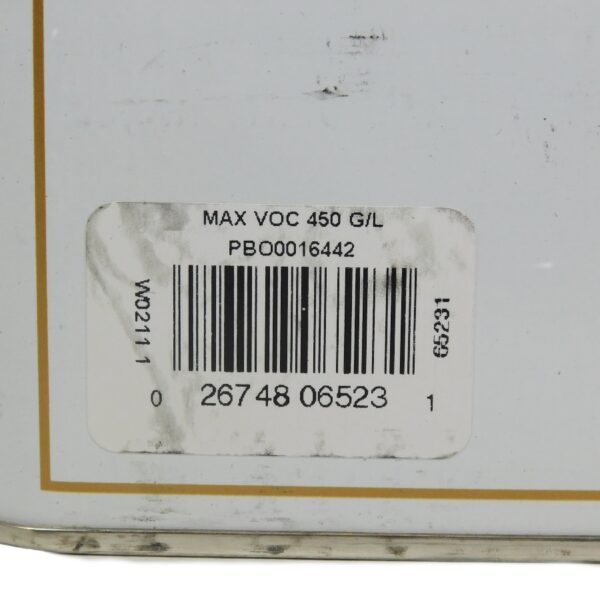 MAX VOC 450 G/L
PBO0016442
W0211 1
65231
0 26748 06523 1